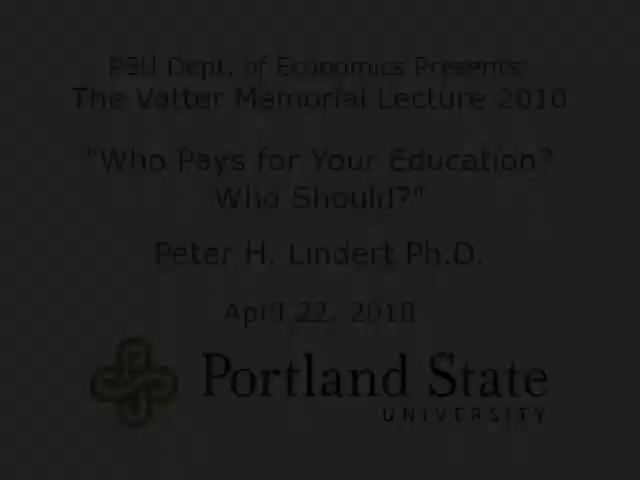 PSU Dept. of Economics Presents:
The Vatter Memorial Lecture 2010
"Who Pays for Your Education?
Who Should?"
Peter H. Lindert Ph.D.
April 22, 2010
Portland State
UNIVERSITY